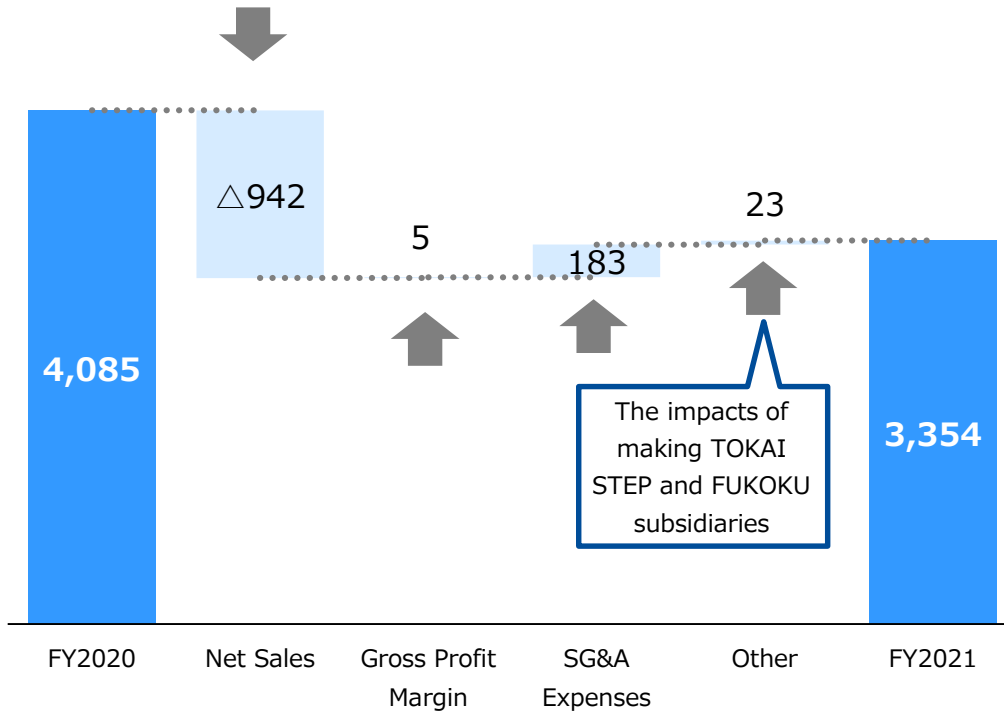 △942
5
183
23
4,085
3,354
The impacts of
making TOKAI
STEP and FUKOKU
subsidiaries
FY2020
Net Sales
Gross Profit
Margin
SG&A
Expenses
Other
FY2021